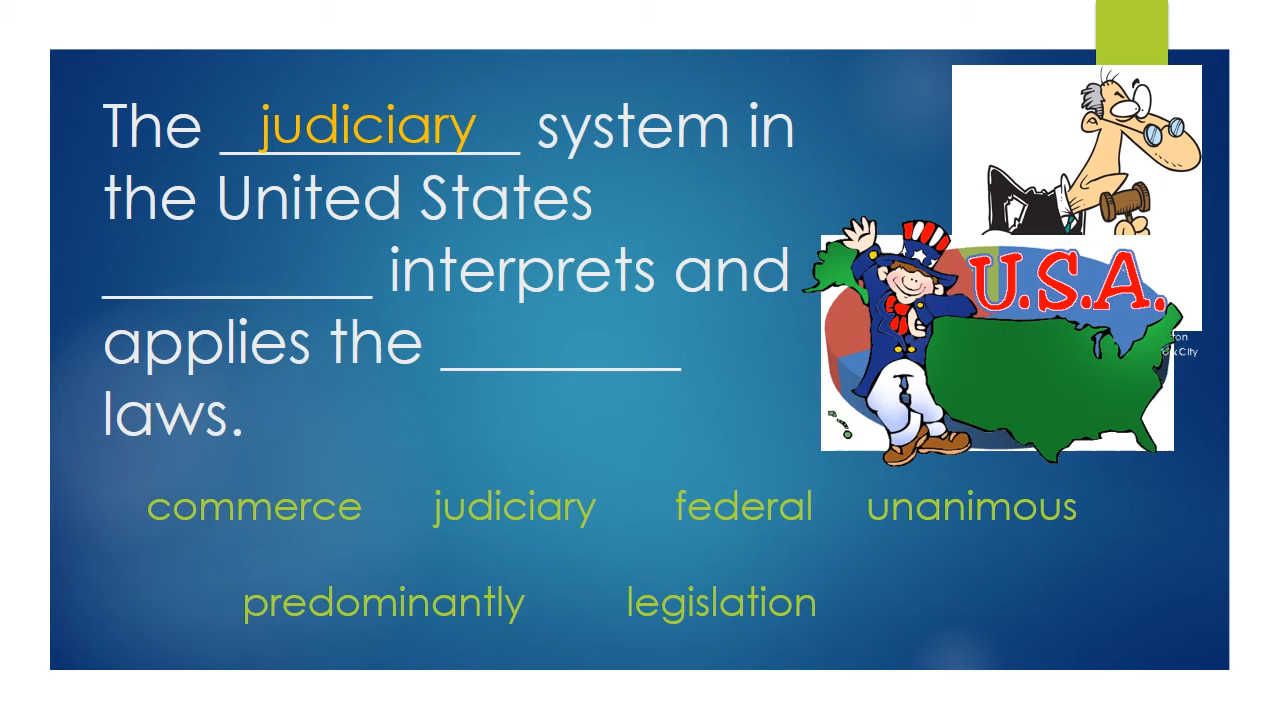 The __judiciary__ system in
the United States
_________ interprets and
applies the ________
laws.
U.S.A.
commerce judiciary federal unanimous
predominantly legislation